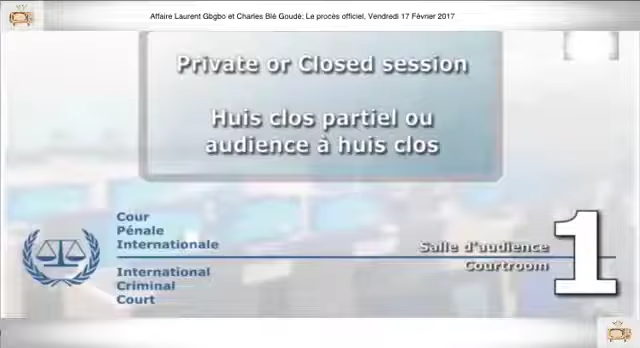 Affaire Laurent Gbgbo et Charles Blé Goudé; Le procès officiel, Vendredi 17 Février 2017
Private or Closed session
Huis clos partiel ou
audience à huis clos
Cour
Pénale
Internationale
International
Criminal
Court
Salle d'audience
Courtroom
1